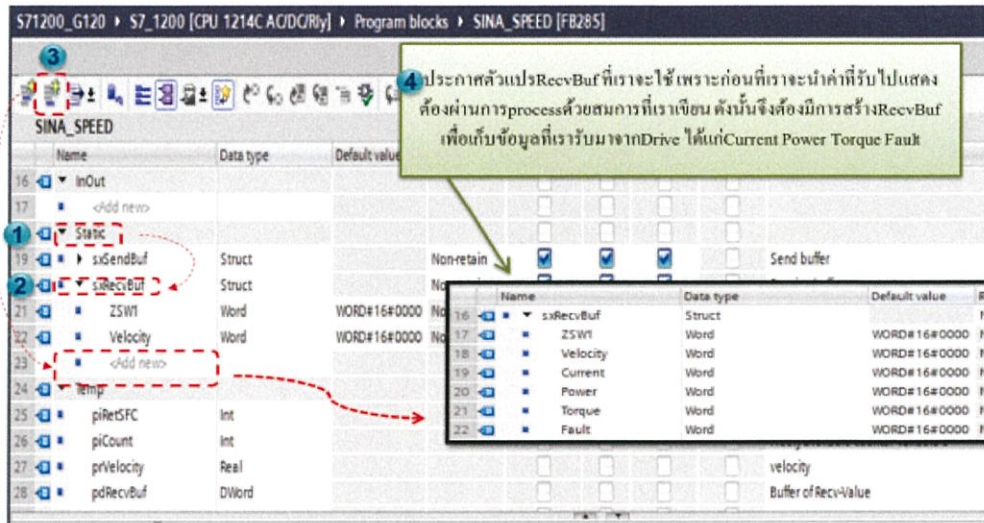 S71200_G120 ▸ S7_1200 [CPU 1214C AC/DC/Rly] ▸ Program blocks ▸ SINA_SPEED [FB285]
3
4 ประกาศตัวแปรRecvBuf ที่เราจะใช้ เพราะก่อนที่เราจะนำค่าที่รับไปแสดง
ต้องผ่านการprocessด้วยสมการที่เราเขียน ดังนั้นจึงต้องมีการสร้างRecvBuf
เพื่อเก็บข้อมูลที่เรารับมาจากDrive ได้แก่Current Power Torque Fault
SINA_SPEED
Name Data type Default value
16 InOut
17 <Add new>
1 Static
19 sxSendBuf Struct Non-retain Send buffer
2 sxRecvBuf Struct
21 ZSW1 Word WORD#16#0000
22 Velocity Word WORD#16#0000
23 <Add new>
24 Temp
25 piRetSFC Int
26 piCount Int
27 prVelocity Real velocity
28 pdRecvBuf DWord Buffer of Recv-Value
Name Data type Default value
16 sxRecvBuf Struct
17 ZSW1 Word WORD#16#0000
18 Velocity Word WORD#16#0000
19 Current Word WORD#16#0000
20 Power Word WORD#16#0000
21 Torque Word WORD#16#0000
22 Fault Word WORD#16#0000